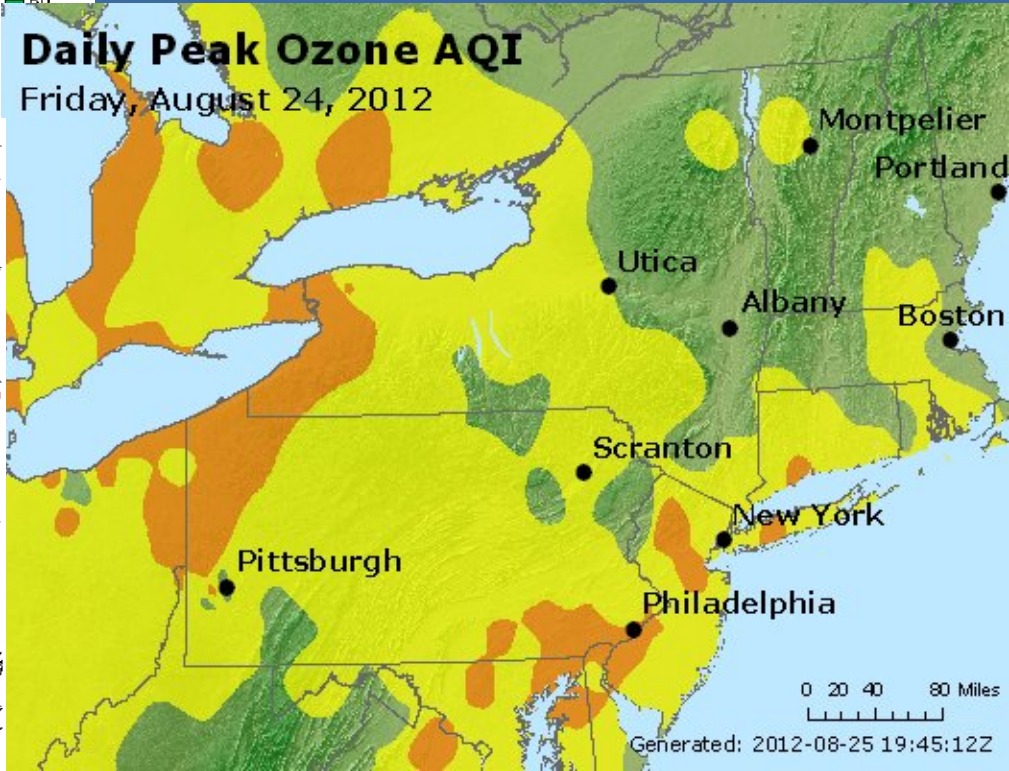 Daily Peak Ozone AQI
Friday, August 24, 2012
Montpelier
Portland
Utica
Albany
Boston
Scranton
New York
Pittsburgh
Philadelphia
0 20 40 80 Miles
Generated: 2012-08-25 19:45:12Z